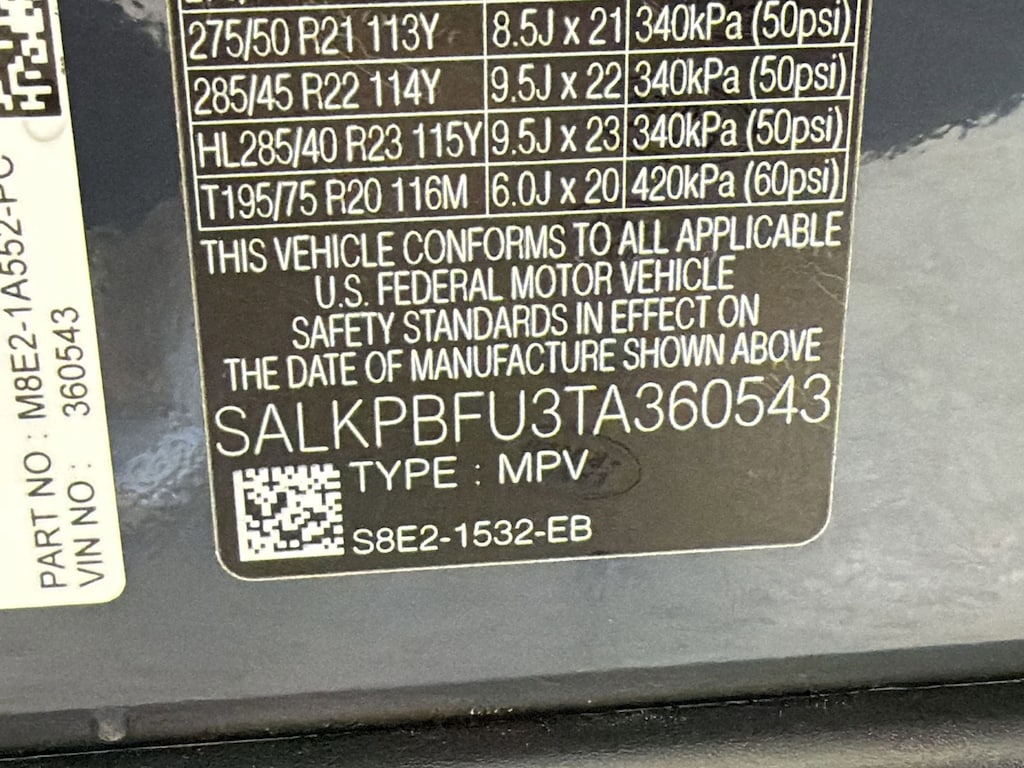 275/50 R21 113Y 8.5J x 21 340kPa (50psi)
285/45 R22 114Y 9.5J x 22 340kPa (50psi)
HL285/40 R23 115Y 9.5J x 23 340kPa (50psi)
T195/75 R20 116M 6.0J x 20 420kPa (60psi)
THIS VEHICLE CONFORMS TO ALL APPLICABLE
U.S. FEDERAL MOTOR VEHICLE
SAFETY STANDARDS IN EFFECT ON
THE DATE OF MANUFACTURE SHOWN ABOVE
SALKPBFU3TA360543
TYPE : MPV
S8E2-1532-EB
PART NO : M8E2-1A552-PC
VIN NO : 360543